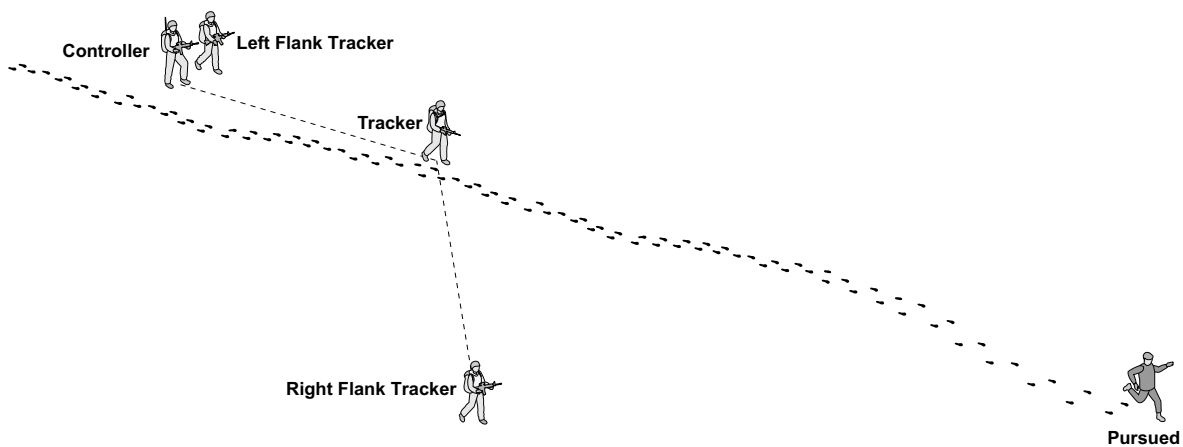 Left Flank Tracker
Controller
Tracker
Right Flank Tracker
Pursued